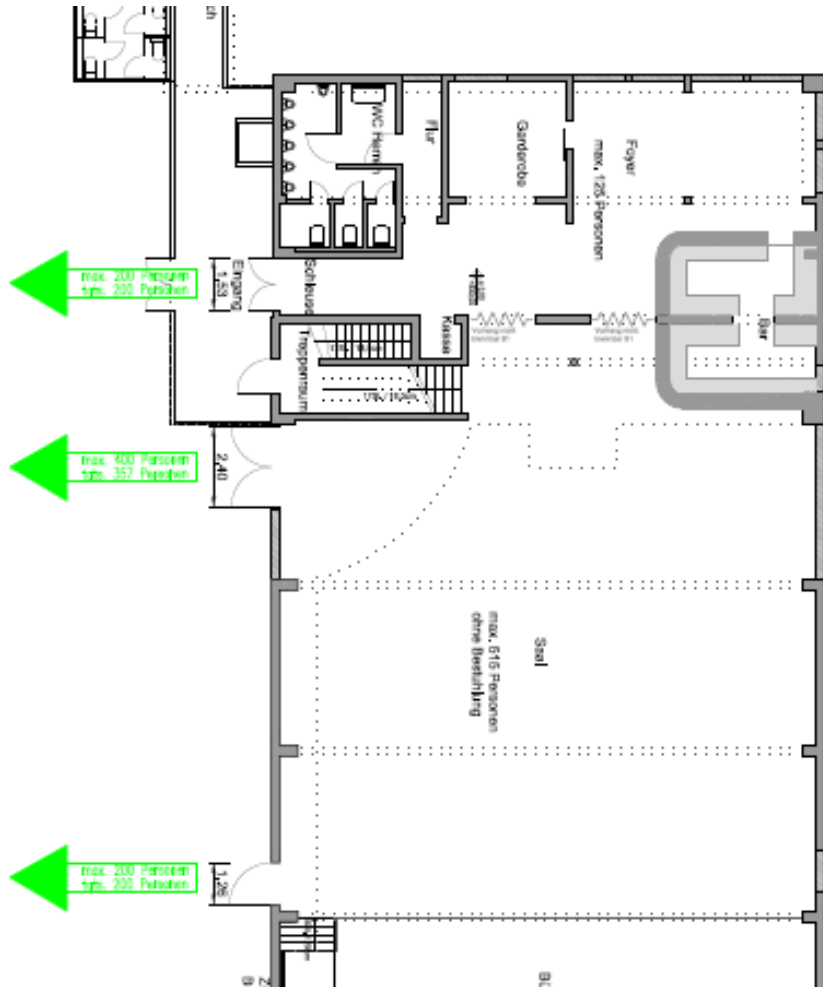 WC Herren
Flur
Garderobe
Foyer
max. 125 Personen
max. 200 Personen
tats. 200 Personen
1,53
Eingang
Schleuse
Kasse
Bar
Treppenraum
max. 400 Personen
tats. 357 Personen
2,40
Saal
max. 515 Personen
ohne Bestuhlung
max. 200 Personen
tats. 200 Personen
1,26